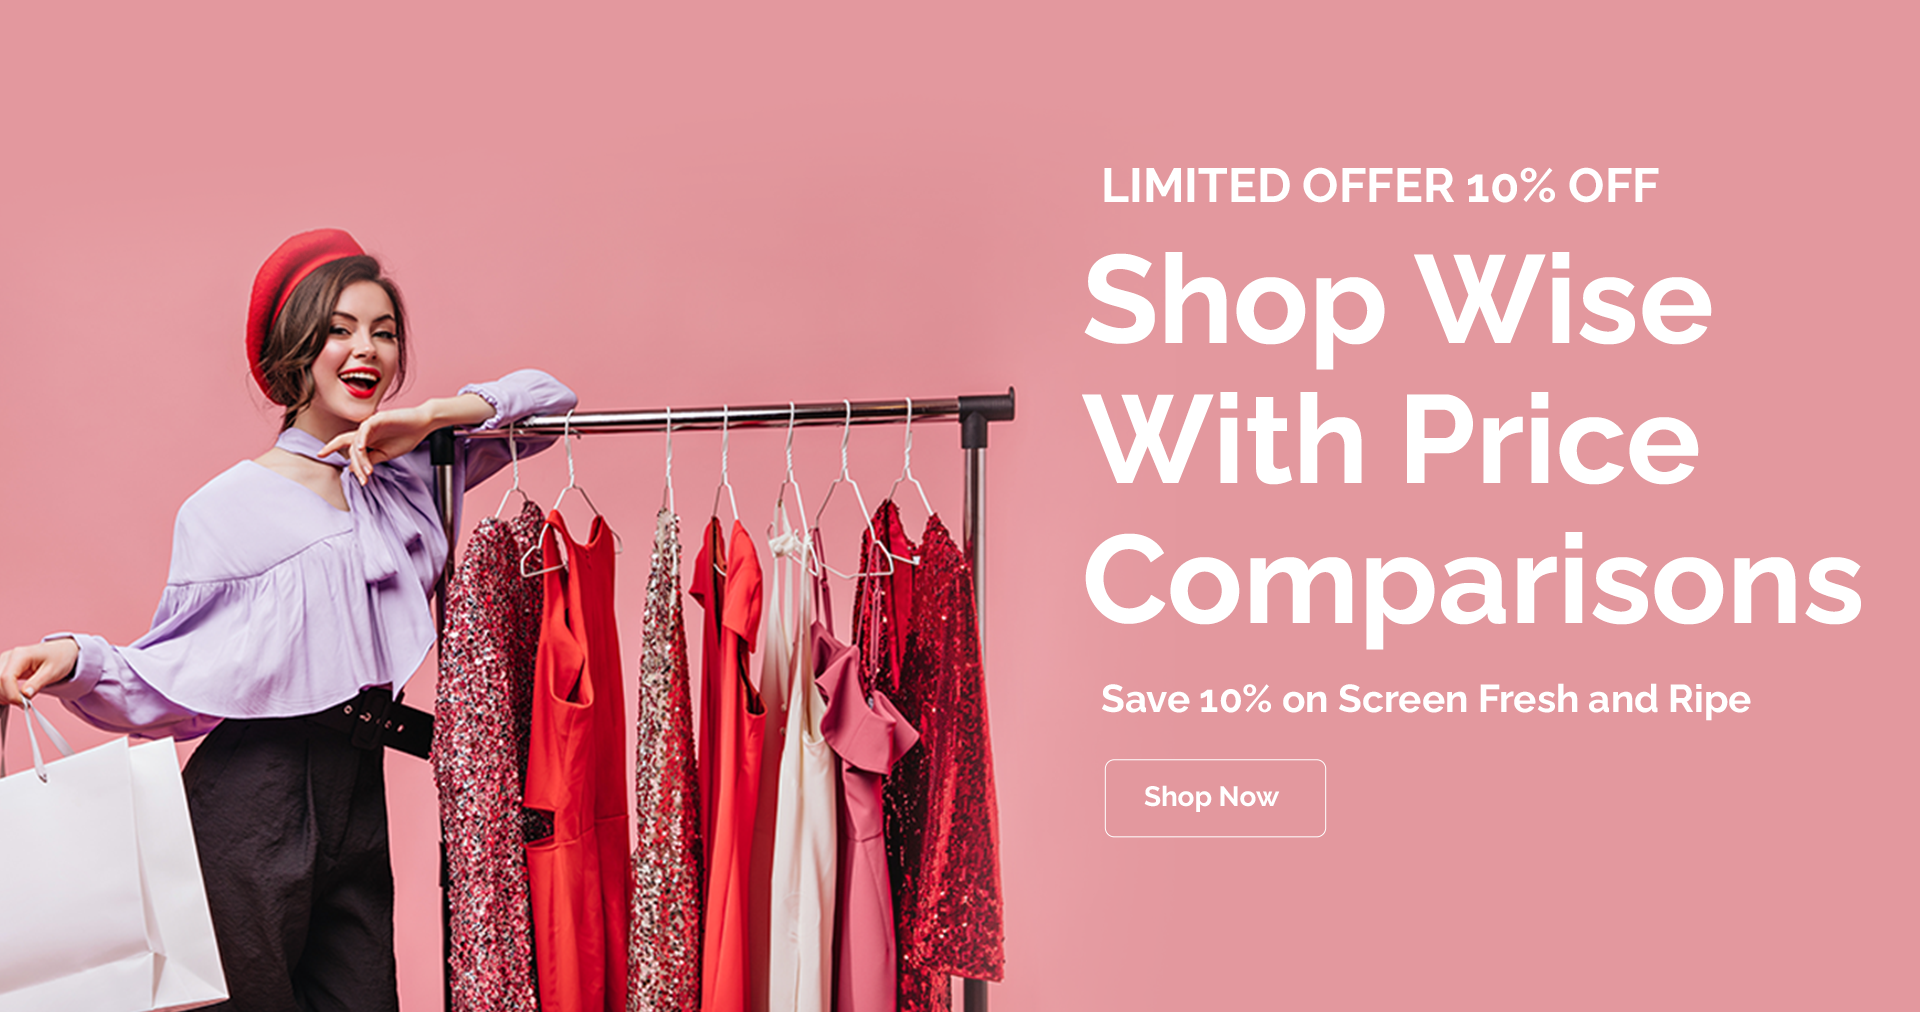 LIMITED OFFER 10% OFF
Shop Wise
With Price
Comparisons
Save 10% on Screen Fresh and Ripe
Shop Now